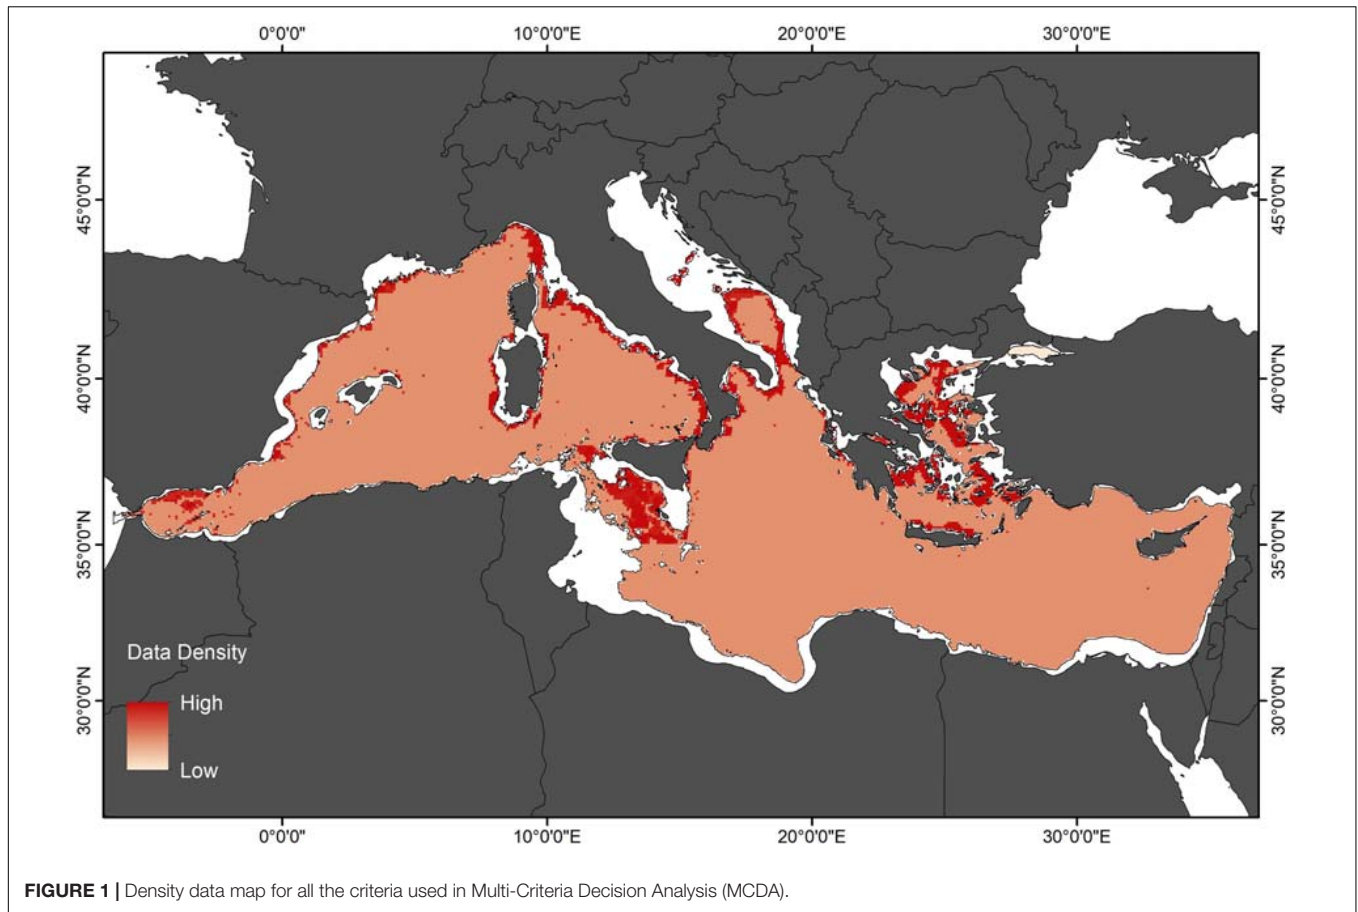 0°0'0" 10°0'0"E 20°0'0"E 30°0'0"E
45°0'0"N 45°0'0"N
40°0'0"N 40°0'0"N
35°0'0"N 35°0'0"N
Data Density
High
30°0'0"N 30°0'0"N
Low
0°0'0" 10°0'0"E 20°0'0"E 30°0'0"E
FIGURE 1 | Density data map for all the criteria used in Multi-Criteria Decision Analysis (MCDA).